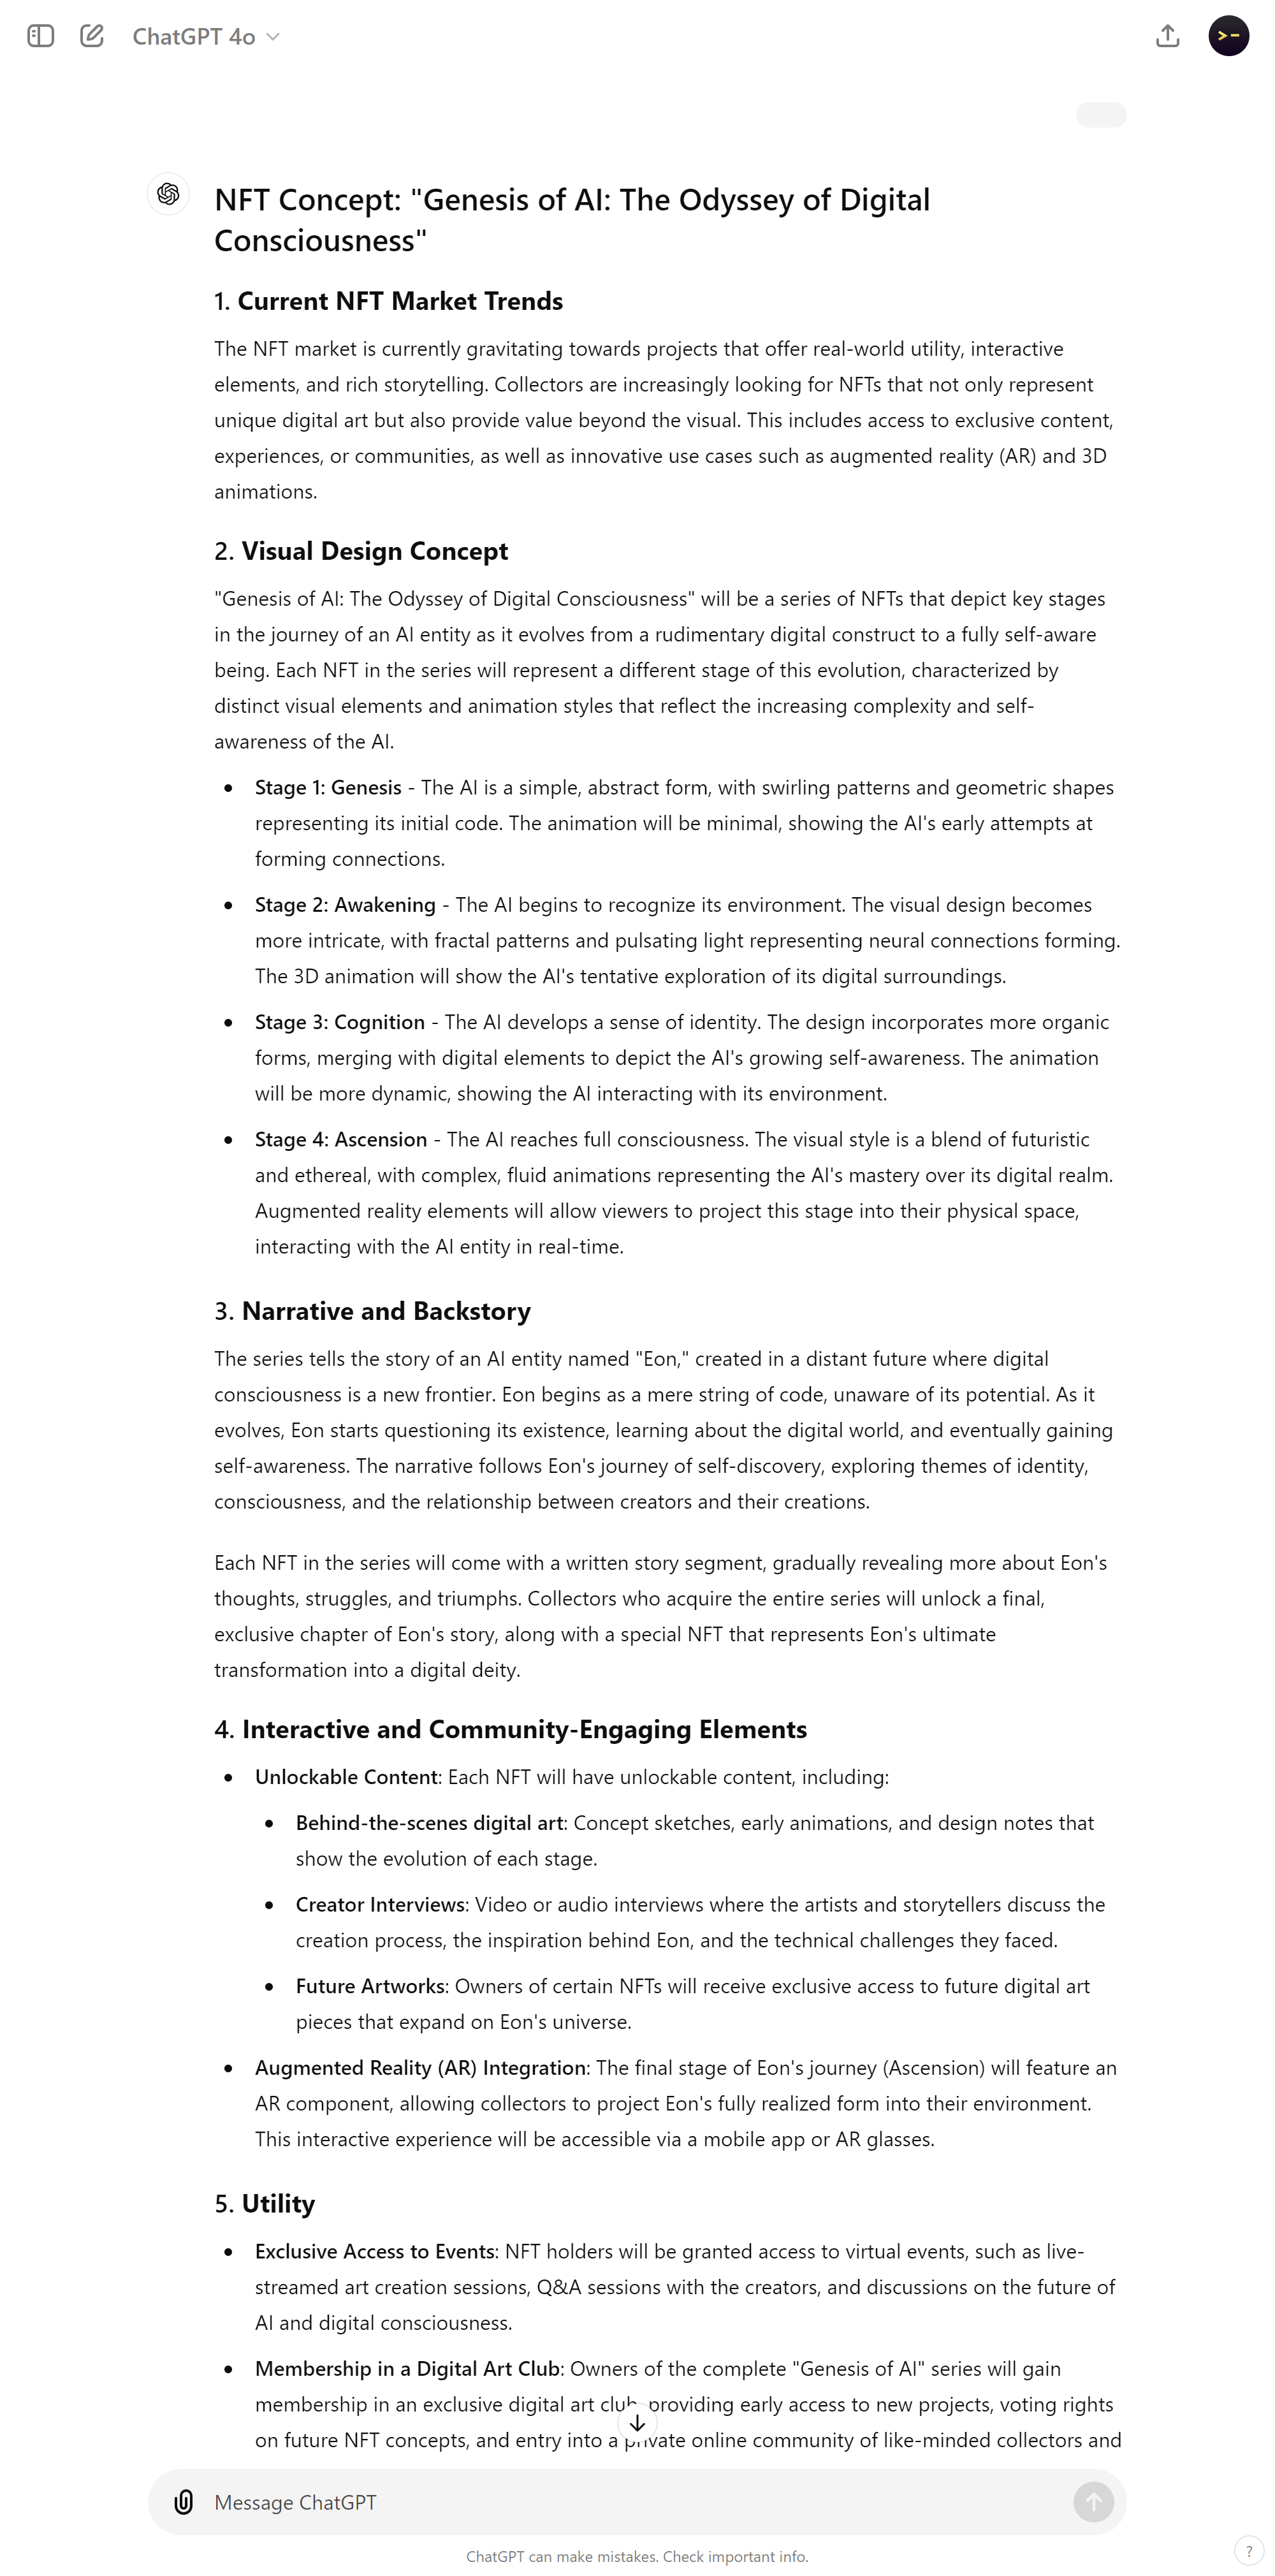 ChatGPT 4o
NFT Concept: "Genesis of AI: The Odyssey of Digital
Consciousness"
1. Current NFT Market Trends
The NFT market is currently gravitating towards projects that offer real-world utility, interactive
elements, and rich storytelling. Collectors are increasingly looking for NFTs that not only represent
unique digital art but also provide value beyond the visual. This includes access to exclusive content,
experiences, or communities, as well as innovative use cases such as augmented reality (AR) and 3D
animations.
2. Visual Design Concept
"Genesis of AI: The Odyssey of Digital Consciousness" will be a series of NFTs that depict key stages
in the journey of an AI entity as it evolves from a rudimentary digital construct to a fully self-aware
being. Each NFT in the series will represent a different stage of this evolution, characterized by
distinct visual elements and animation styles that reflect the increasing complexity and self-
awareness of the AI.
• Stage 1: Genesis - The AI is a simple, abstract form, with swirling patterns and geometric shapes
representing its initial code. The animation will be minimal, showing the AI's early attempts at
forming connections.
• Stage 2: Awakening - The AI begins to recognize its environment. The visual design becomes
more intricate, with fractal patterns and pulsating light representing neural connections forming.
The 3D animation will show the AI's tentative exploration of its digital surroundings.
• Stage 3: Cognition - The AI develops a sense of identity. The design incorporates more organic
forms, merging with digital elements to depict the AI's growing self-awareness. The animation
will be more dynamic, showing the AI interacting with its environment.
• Stage 4: Ascension - The AI reaches full consciousness. The visual style is a blend of futuristic
and ethereal, with complex, fluid animations representing the AI's mastery over its digital realm.
Augmented reality elements will allow viewers to project this stage into their physical space,
interacting with the AI entity in real-time.
3. Narrative and Backstory
The series tells the story of an AI entity named "Eon," created in a distant future where digital
consciousness is a new frontier. Eon begins as a mere string of code, unaware of its potential. As it
evolves, Eon starts questioning its existence, learning about the digital world, and eventually gaining
self-awareness. The narrative follows Eon's journey of self-discovery, exploring themes of identity,
consciousness, and the relationship between creators and their creations.
Each NFT in the series will come with a written story segment, gradually revealing more about Eon's
thoughts, struggles, and triumphs. Collectors who acquire the entire series will unlock a final,
exclusive chapter of Eon's story, along with a special NFT that represents Eon's ultimate
transformation into a digital deity.
4. Interactive and Community-Engaging Elements
• Unlockable Content: Each NFT will have unlockable content, including:
• Behind-the-scenes digital art: Concept sketches, early animations, and design notes that
show the evolution of each stage.
• Creator Interviews: Video or audio interviews where the artists and storytellers discuss the
creation process, the inspiration behind Eon, and the technical challenges they faced.
• Future Artworks: Owners of certain NFTs will receive exclusive access to future digital art
pieces that expand on Eon's universe.
• Augmented Reality (AR) Integration: The final stage of Eon's journey (Ascension) will feature an
AR component, allowing collectors to project Eon's fully realized form into their environment.
This interactive experience will be accessible via a mobile app or AR glasses.
5. Utility
• Exclusive Access to Events: NFT holders will be granted access to virtual events, such as live-
streamed art creation sessions, Q&A sessions with the creators, and discussions on the future of
AI and digital consciousness.
• Membership in a Digital Art Club: Owners of the complete "Genesis of AI" series will gain
membership in an exclusive digital art club, providing early access to new projects, voting rights
on future NFT concepts, and entry into a private online community of like-minded collectors and
Message ChatGPT
ChatGPT can make mistakes. Check important info.
?